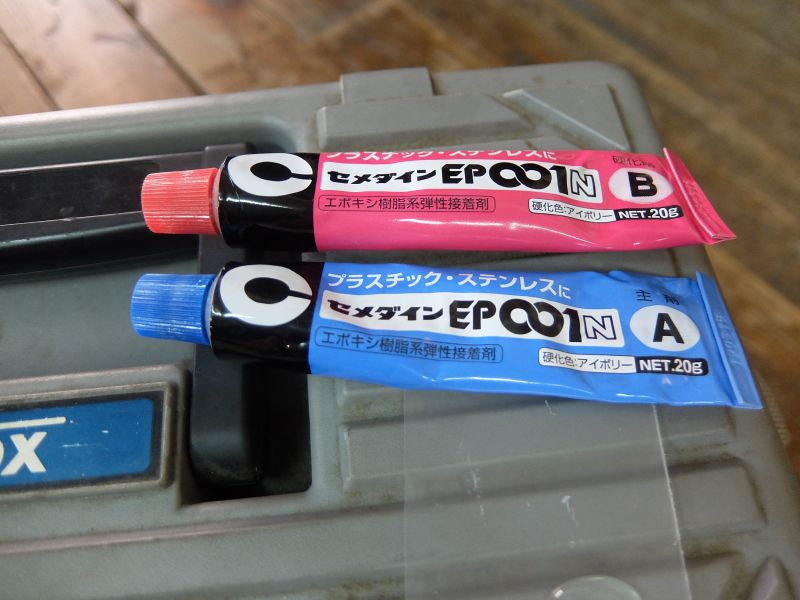 プラスチック・ステンレスに
硬化剤
セメダイン EP001N B
エポキシ樹脂系弾性接着剤
硬化色:アイボリー NET.20g
プラスチック・ステンレスに
主剤
セメダイン EP001N A
エポキシ樹脂系弾性接着剤
硬化色:アイボリー NET.20g
ox